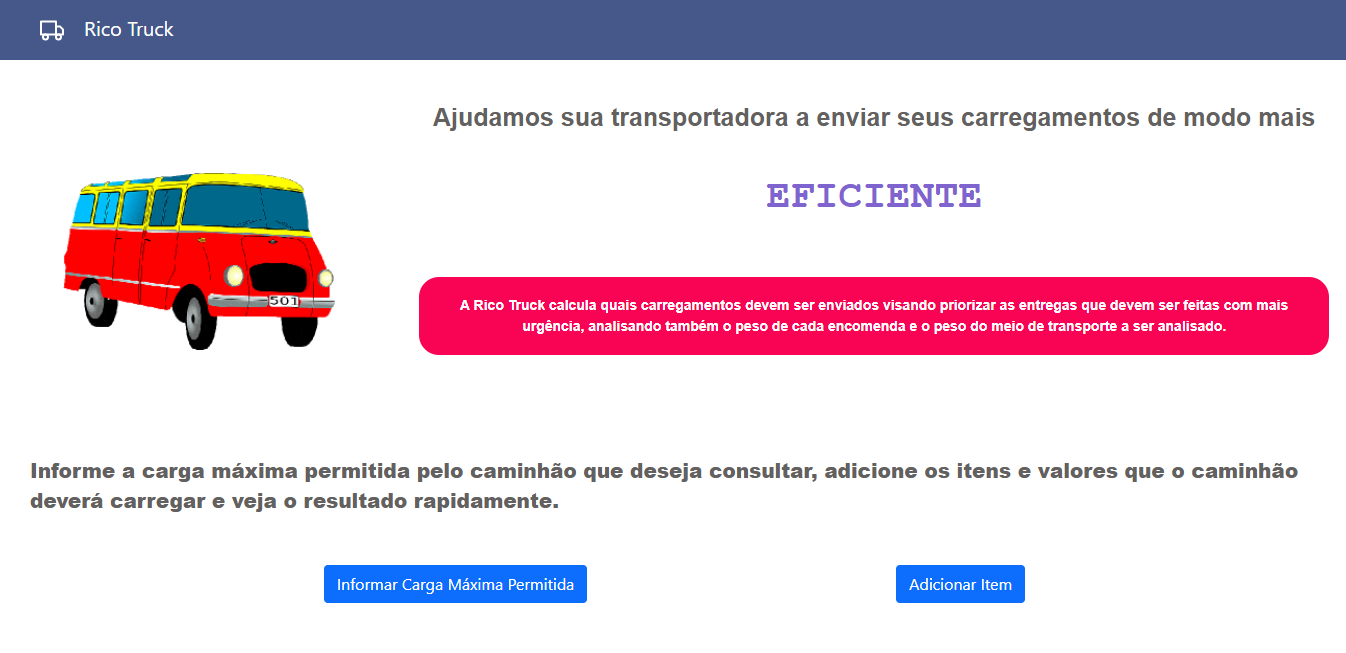 Rico Truck
Ajudamos sua transportadora a enviar seus carregamentos de modo mais
EFICIENTE
501
A Rico Truck calcula quais carregamentos devem ser enviados visando priorizar as entregas que devem ser feitas com mais
urgência, analisando também o peso de cada encomenda e o peso do meio de transporte a ser analisado.
Informe a carga máxima permitida pelo caminhão que deseja consultar, adicione os itens e valores que o caminhão
deverá carregar e veja o resultado rapidamente.
Informar Carga Máxima Permitida
Adicionar Item